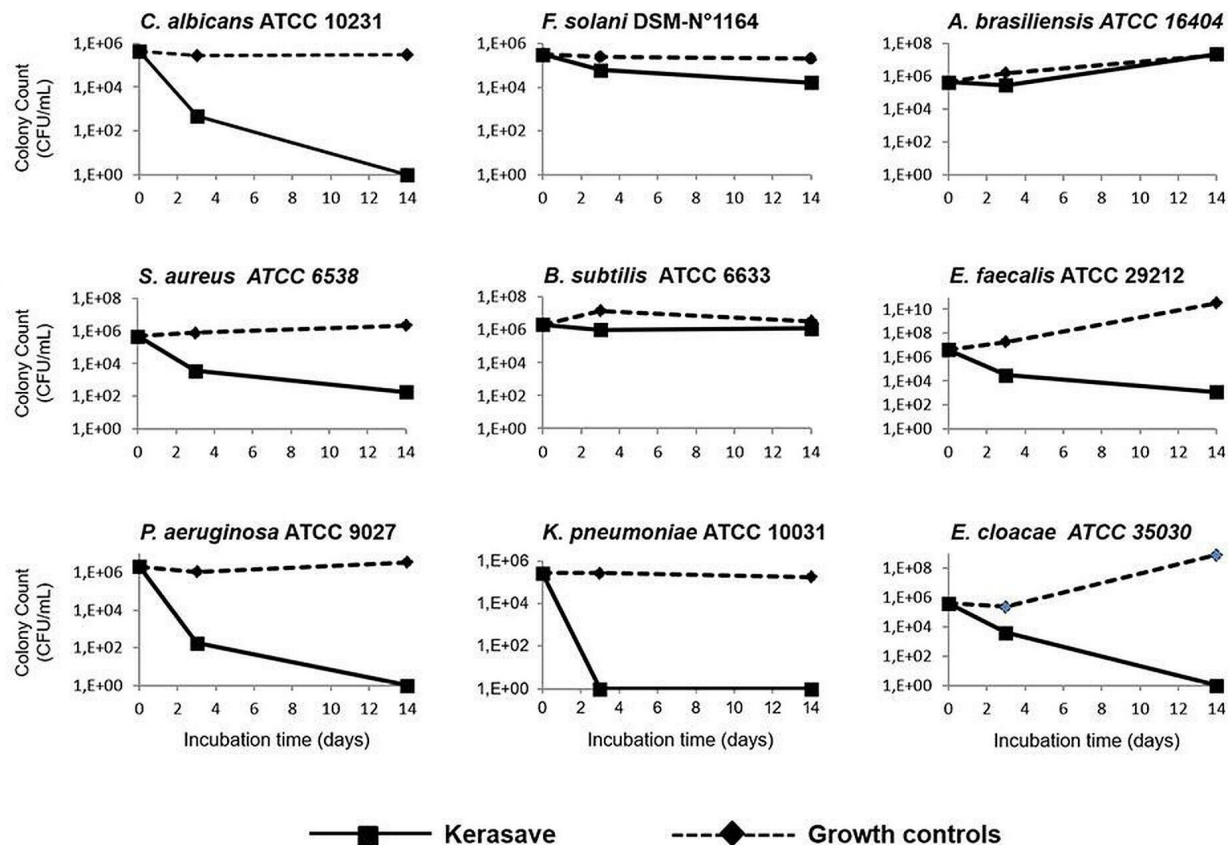 C. albicans ATCC 10231
F. solani DSM-N°1164
A. brasiliensis ATCC 16404
Colony Count
(CFU/mL)
1,E+06
1,E+04
1,E+02
1,E+00
0 2 4 6 8 10 12 14
1,E+06
1,E+04
1,E+02
1,E+00
0 2 4 6 8 10 12 14
1,E+08
1,E+06
1,E+04
1,E+02
1,E+00
0 2 4 6 8 10 12 14
S. aureus ATCC 6538
B. subtilis ATCC 6633
E. faecalis ATCC 29212
Colony Count
(CFU/mL)
1,E+08
1,E+06
1,E+04
1,E+02
1,E+00
0 2 4 6 8 10 12 14
1,E+08
1,E+06
1,E+04
1,E+02
1,E+00
0 2 4 6 8 10 12 14
1,E+10
1,E+08
1,E+06
1,E+04
1,E+02
1,E+00
0 2 4 6 8 10 12 14
P. aeruginosa ATCC 9027
K. pneumoniae ATCC 10031
E. cloacae ATCC 35030
Colony Count
(CFU/mL)
1,E+06
1,E+04
1,E+02
1,E+00
0 2 4 6 8 10 12 14
Incubation time (days)
1,E+06
1,E+04
1,E+02
1,E+00
0 2 4 6 8 10 12 14
Incubation time (days)
1,E+08
1,E+06
1,E+04
1,E+02
1,E+00
0 2 4 6 8 10 12 14
Incubation time (days)
Kerasave
Growth controls